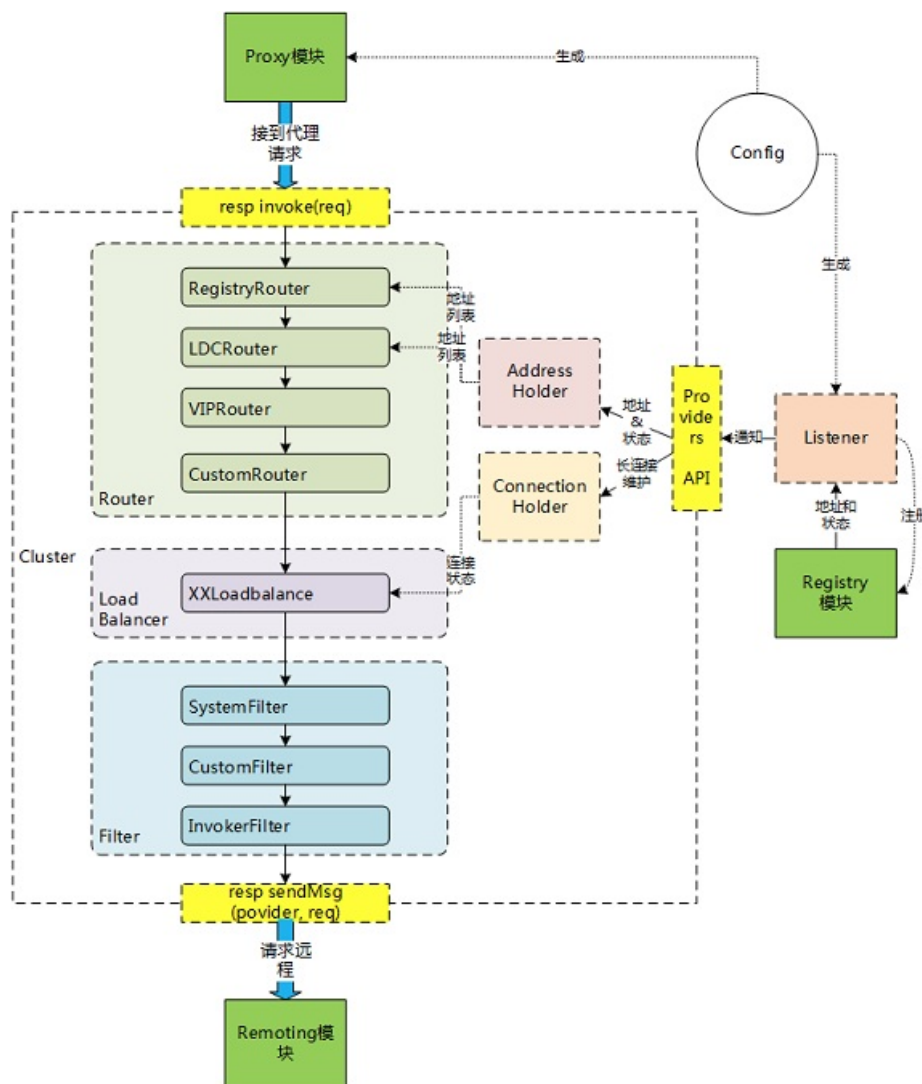 Proxy模块
生成
接到代理
请求
Config
resp invoke(req)
生成
RegistryRouter
地址
列表
LDCRouter
地址
列表
Address
Holder
VIPRouter
地址
&
状态
Pro
viders
API
通知
Listener
CustomRouter
Router
Connection
Holder
长连接
维护
地址和
状态
注册
Cluster
连接
状态
XXLoadbalance
Load
Balancer
Registry
模块
SystemFilter
CustomFilter
InvokerFilter
Filter
resp sendMsg
(povider, req)
请求远
程
Remoting模
块